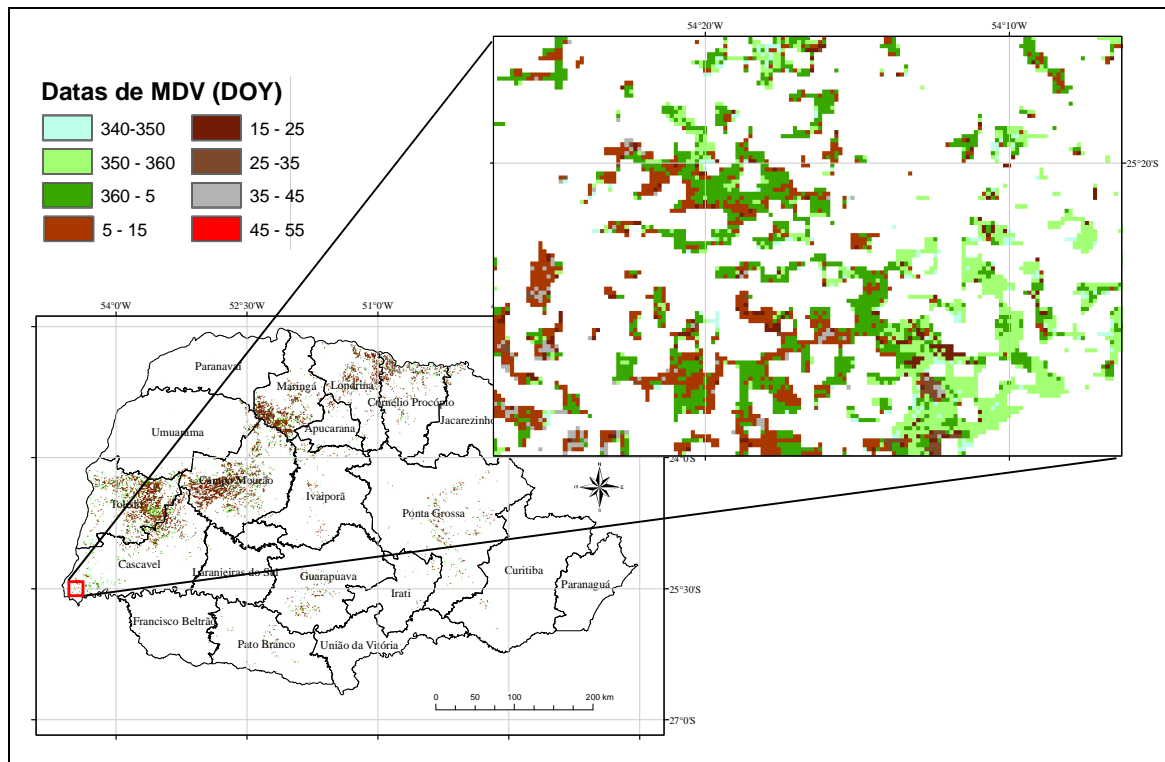 54°20'W 54°10'W
Datas de MDV (DOY)
340-350 15 - 25
350 - 360 25 -35
360 - 5 35 - 45
5 - 15 45 - 55
25°20'S
54°0'W 52°30'W 51°0'W
Paranavaí
Maringá
Londrina
Cornélio Procópio
Jacarezinho
Umuarama
Apucarana
24°0'S
Campo Mourão
Toledo
Ivaiporã
Ponta Grossa
Cascavel
Laranjeiras do Sul
Guarapuava
Irati
Curitiba
Paranaguá
25°30'S
Francisco Beltrão
Pato Branco
União da Vitória
0 50 100 200 km
27°0'S